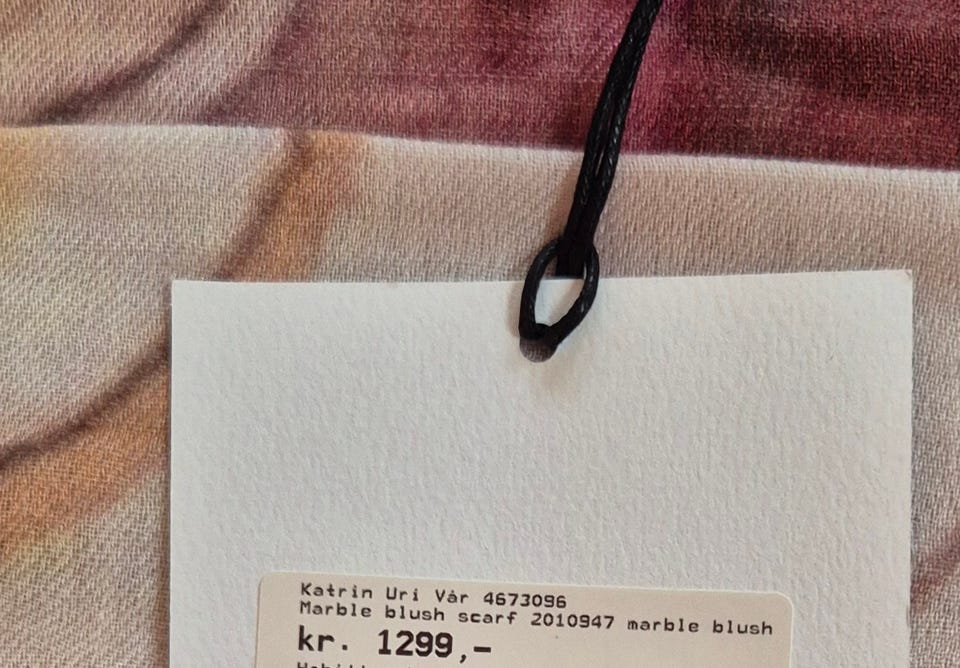 Katrin Uri Vår 4673096
Marble blush scarf 2010947 marble blush
kr. 1299,-